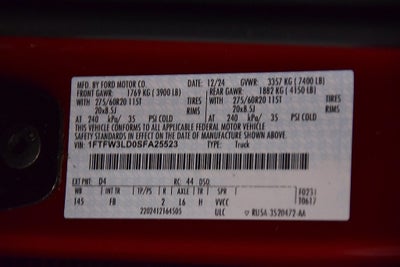 MFD. BY FORD MOTOR CO. 12/24 GVWR: 3357 KG ( 7400 LB)
FRONT GAWR: 1769 KG ( 3900 LB) REAR GAWR: 1882 KG ( 4150 LB)
WITH 275/60R20 115T TIRES WITH 275/60R20 115T TIRES
20x8.5J RIMS 20x8.5J RIMS
AT 240 kPa/ 35 PSI COLD AT 240 kPa/ 35 PSI COLD
THIS VEHICLE CONFORMS TO ALL APPLICABLE FEDERAL MOTOR VEHICLE
SAFETY STANDARDS IN EFFECT ON THE DATE OF MANUFACTURE SHOWN ABOVE.
VIN: 1FTFW3LD0SFA25523 TYPE: Truck
EXT PNT: D4 RC: 44 DSO: F0231
WB INT TR TP/PS R AXLE TR SPR 10617
145 FB 2 L6 H VVCC
2202412164505 ULC RUSA-3520472-AA